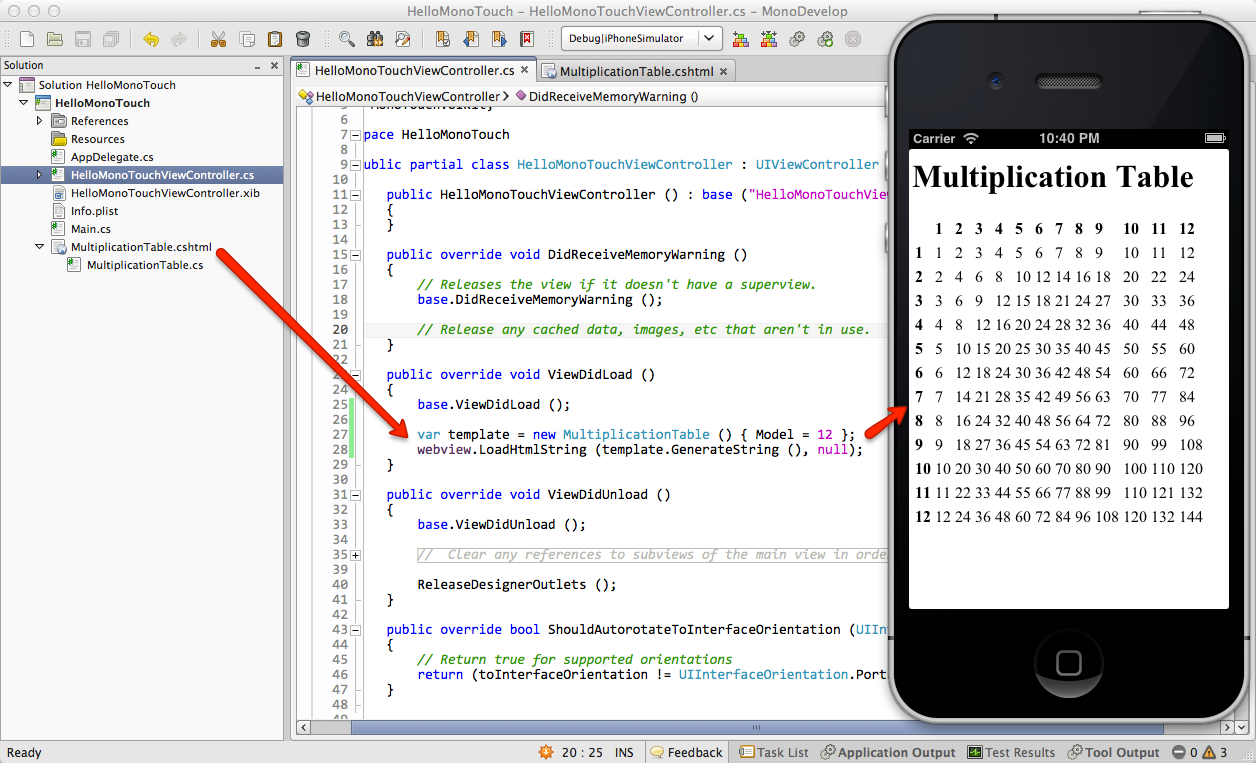 HelloMonoTouch – HelloMonoTouchViewController.cs – MonoDevelop
Debug|iPhoneSimulator
Solution
Solution HelloMonoTouch
HelloMonoTouch
References
Resources
AppDelegate.cs
HelloMonoTouchViewController.cs
HelloMonoTouchViewController.xib
Info.plist
Main.cs
MultiplicationTable.cshtml
MultiplicationTable.cs
HelloMonoTouchViewController.cs
MultiplicationTable.cshtml
HelloMonoTouchViewController
DidReceiveMemoryWarning ()
6
7 pace HelloMonoTouch
8
9 ublic partial class HelloMonoTouchViewController : UIViewController
10
11 public HelloMonoTouchViewController () : base ("HelloMonoTouchVie
12 {
13 }
14
15 public override void DidReceiveMemoryWarning ()
16 {
17 // Releases the view if it doesn't have a superview.
18 base.DidReceiveMemoryWarning ();
19
20 // Release any cached data, images, etc that aren't in use.
21 }
22
public override void ViewDidLoad ()
24 {
25 base.ViewDidLoad ();
26
27 var template = new MultiplicationTable () { Model = 12 };
28 webview.LoadHtmlString (template.GenerateString (), null);
29 }
30
31 public override void ViewDidUnload ()
32 {
33 base.ViewDidUnload ();
34
35 // Clear any references to subviews of the main view in orde
39
40 ReleaseDesignerOutlets ();
41 }
42
43 public override bool ShouldAutorotateToInterfaceOrientation (UIIn
44 {
45 // Return true for supported orientations
46 return (toInterfaceOrientation != UIInterfaceOrientation.Port
47 }
48
Carrier 10:40 PM
Multiplication Table
1 2 3 4 5 6 7 8 9 10 11 12
1 1 2 3 4 5 6 7 8 9 10 11 12
2 2 4 6 8 10 12 14 16 18 20 22 24
3 3 6 9 12 15 18 21 24 27 30 33 36
4 4 8 12 16 20 24 28 32 36 40 44 48
5 5 10 15 20 25 30 35 40 45 50 55 60
6 6 12 18 24 30 36 42 48 54 60 66 72
7 7 14 21 28 35 42 49 56 63 70 77 84
8 8 16 24 32 40 48 56 64 72 80 88 96
9 9 18 27 36 45 54 63 72 81 90 99 108
10 10 20 30 40 50 60 70 80 90 100 110 120
11 11 22 33 44 55 66 77 88 99 110 121 132
12 12 24 36 48 60 72 84 96 108 120 132 144
Ready
20 : 25 INS Feedback Task List Application Output Test Results Tool Output 0 3